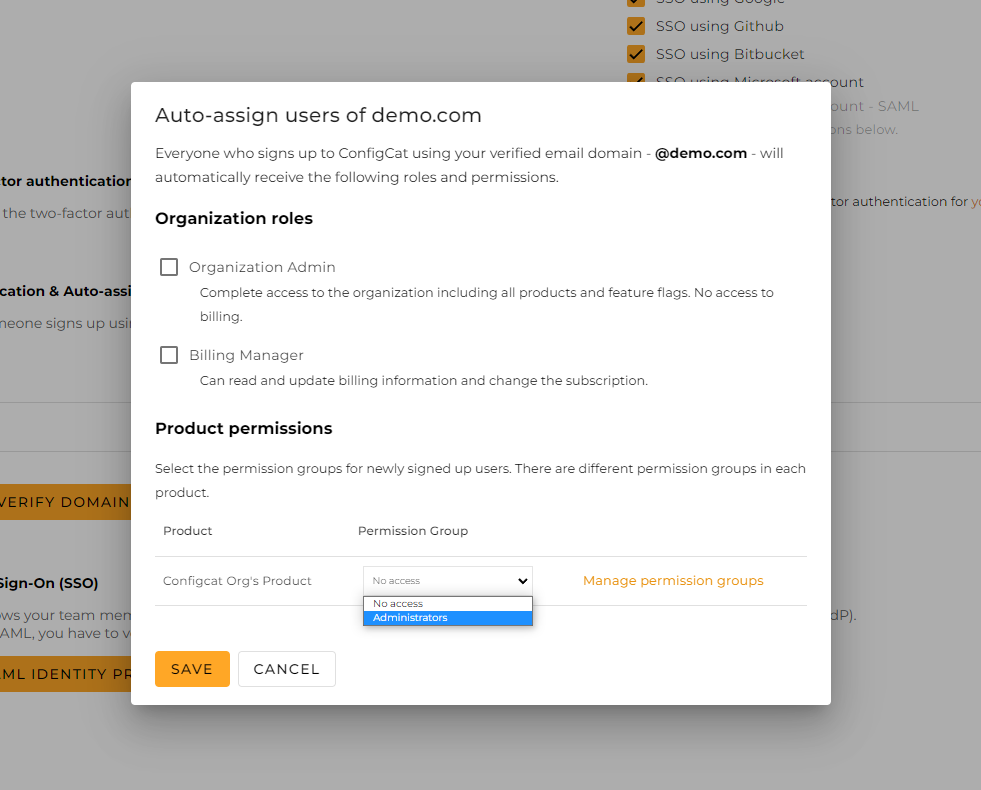 SSO using Google
SSO using Github
SSO using Bitbucket
SSO using Microsoft account
ount - SAML
ons below.
tor authentication
the two-factor aut
tor authentication for yo
cation & Auto-assi
meone signs up usin
VERIFY DOMAIN
Sign-On (SSO)
ows your team mem
dP).
AML, you have to v
AML IDENTITY PR
Auto-assign users of demo.com
Everyone who signs up to ConfigCat using your verified email domain - @demo.com - will
automatically receive the following roles and permissions.
Organization roles
Organization Admin
Complete access to the organization including all products and feature flags. No access to
billing.
Billing Manager
Can read and update billing information and change the subscription.
Product permissions
Select the permission groups for newly signed up users. There are different permission groups in each
product.
Product Permission Group
Configcat Org's Product No access Manage permission groups
No access
Administrators
SAVE CANCEL